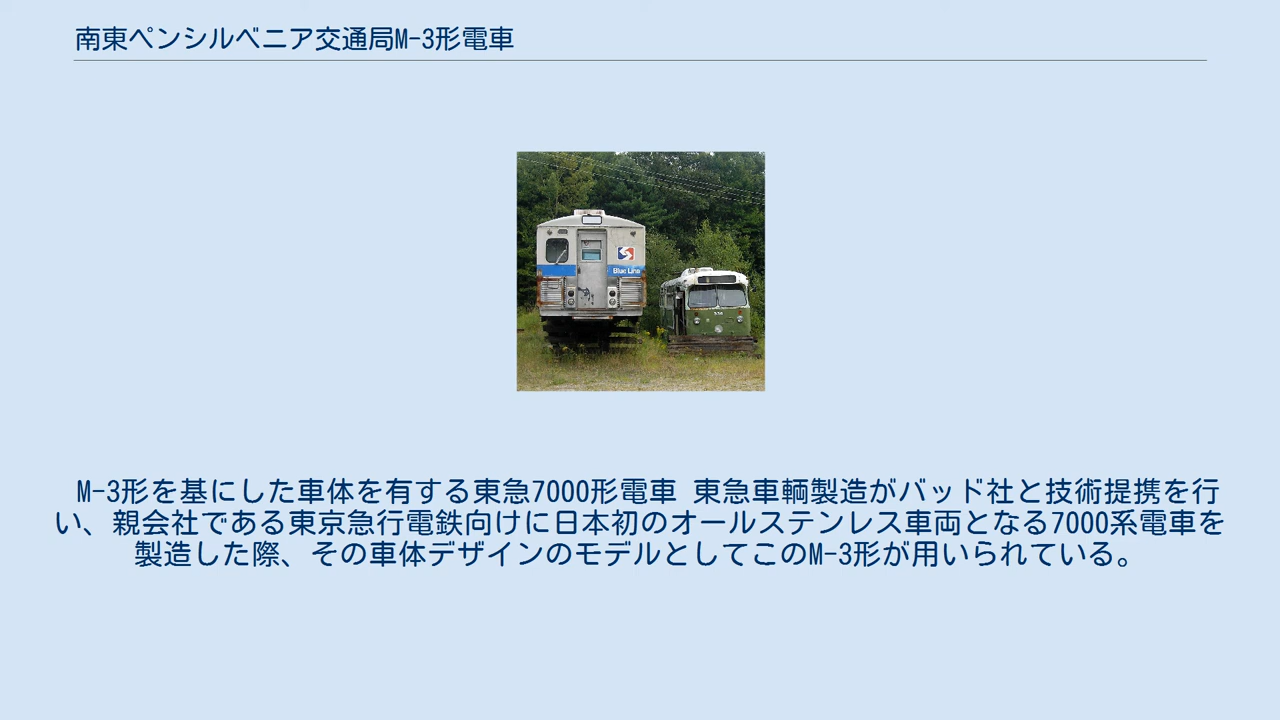 南東ペンシルベニア交通局M-3形電車
Blue Line
M-3形を基にした車体を有する東急7000形電車 東急車輌製造がバッド社と技術提携を行
い、親会社である東京急行電鉄向けに日本初のオールステンレス車両となる7000系電車を
製造した際、その車体デザインのモデルとしてこのM-3形が用いられている。